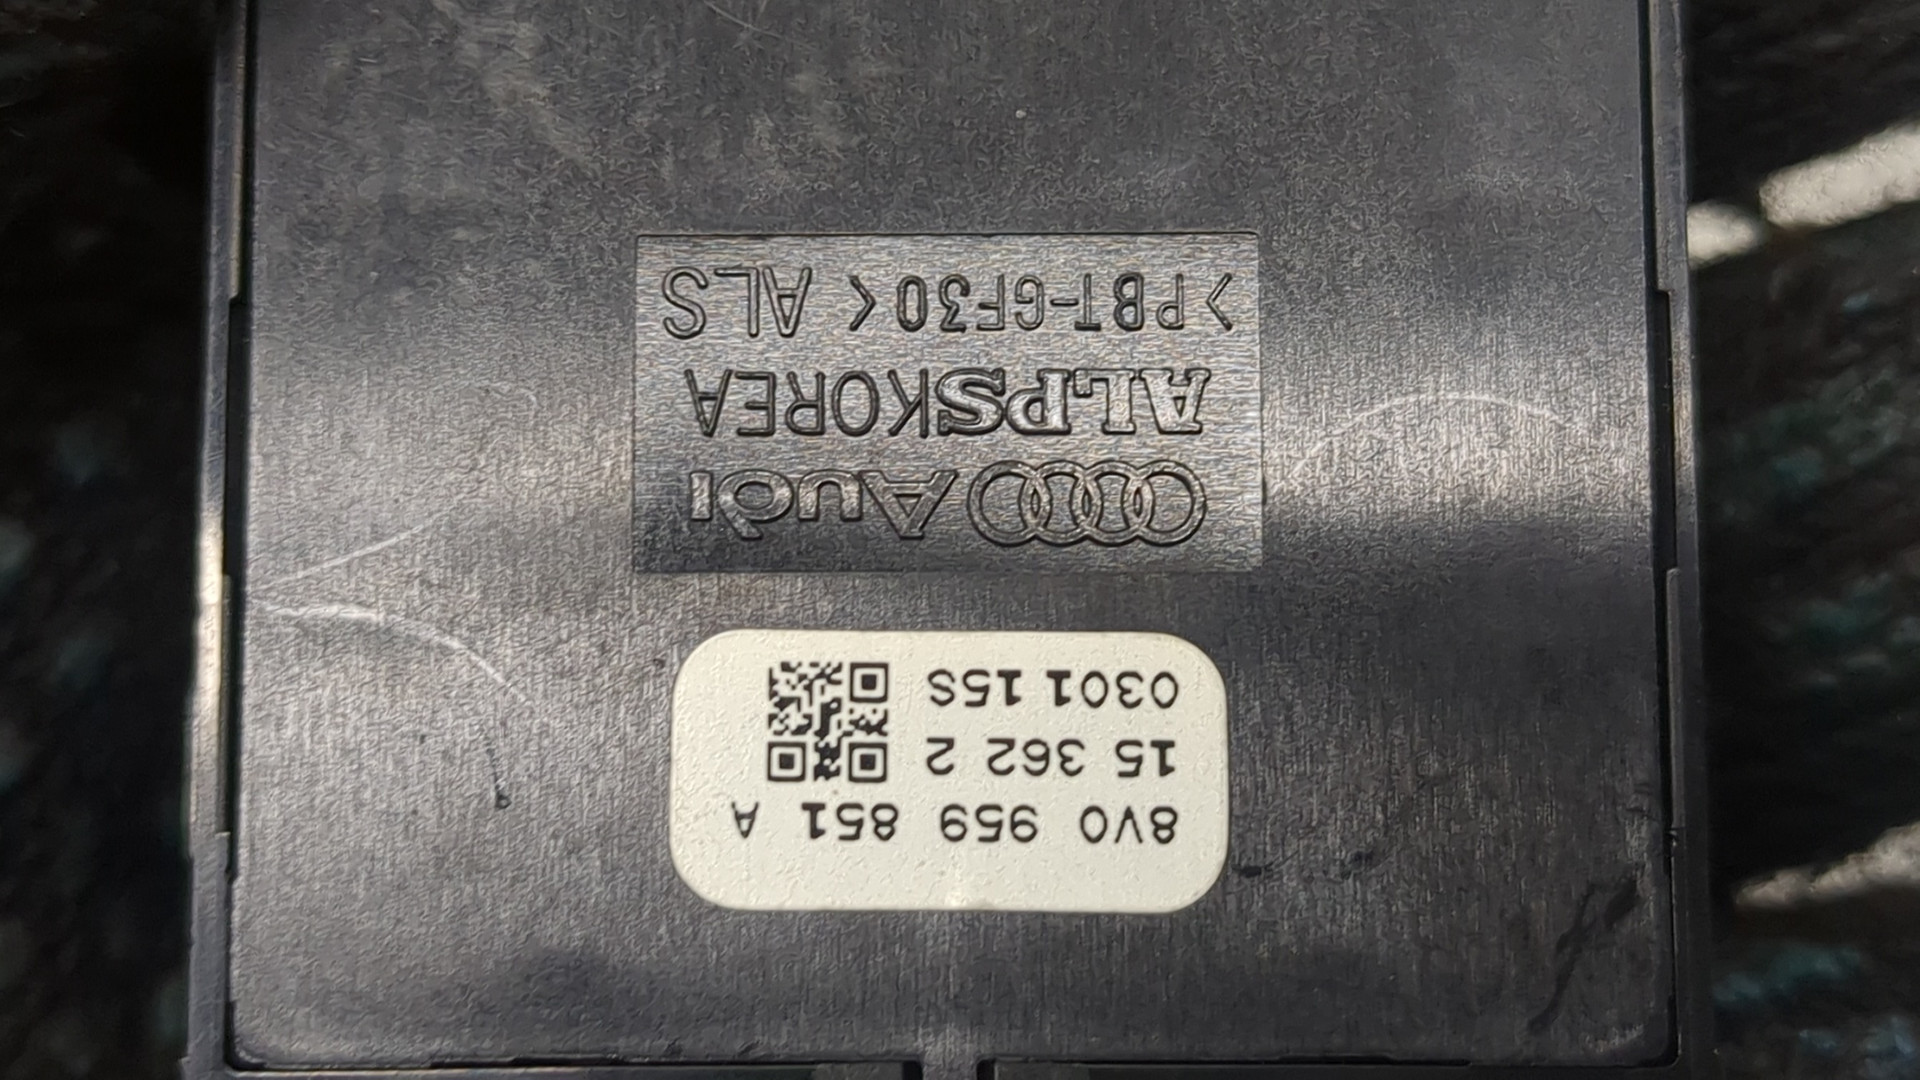 8V0 959 851 A
15 362 2
0301 15S
Audi
ALPSKOREA
>PBT-GF30< ALS